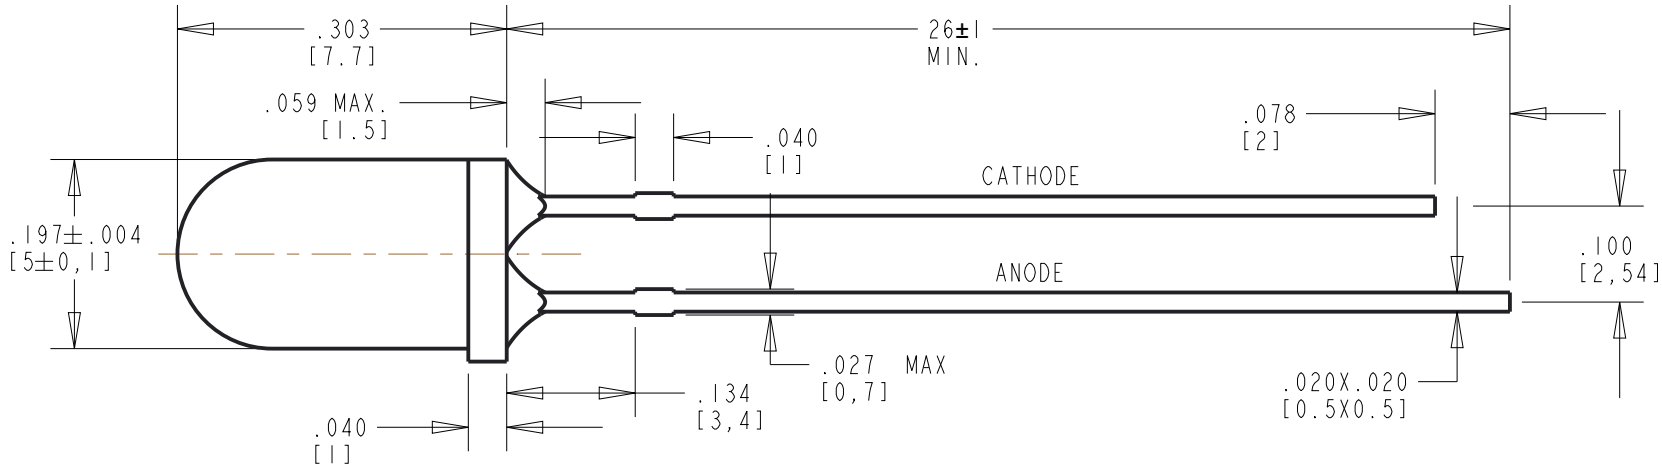 .303
[7.7]
26±1
MIN.
.059 MAX.
[1.5]
.040
[1]
.078
[2]
CATHODE
.197±.004
[5±0,1]
.100
[2,54]
ANODE
.027 MAX
[0,7]
.020X.020
[0.5X0.5]
.134
[3,4]
.040
[1]